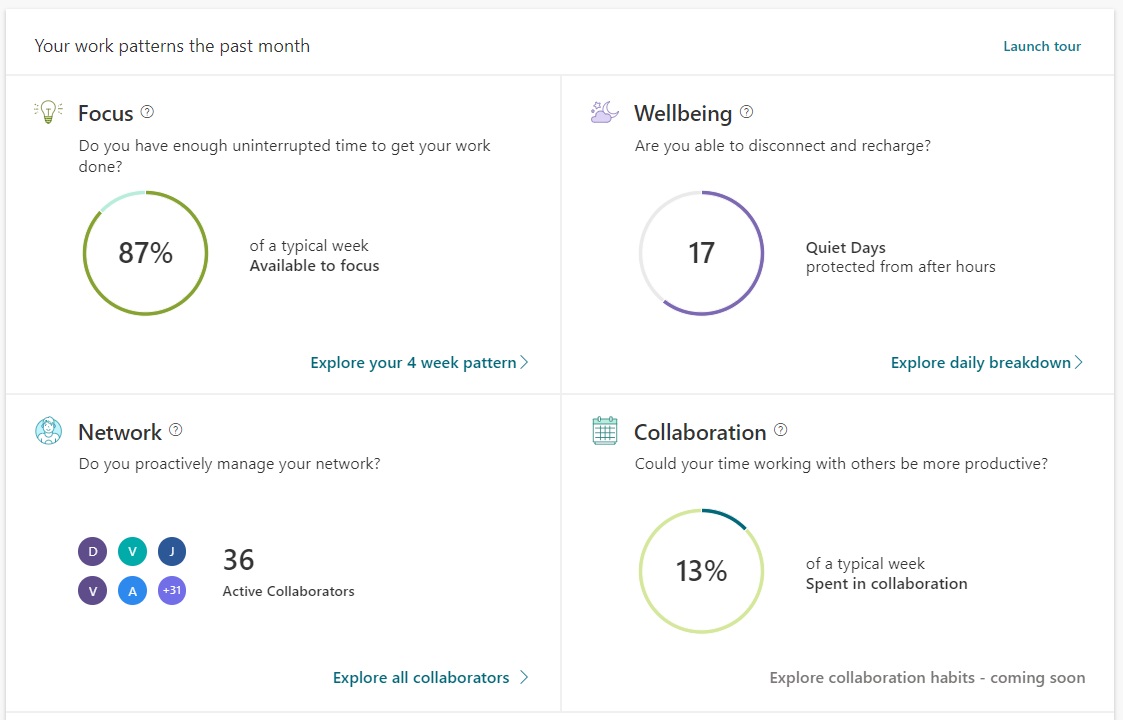 Your work patterns the past month
Launch tour
Focus ?
Do you have enough uninterrupted time to get your work
done?
87%
of a typical week
Available to focus
Explore your 4 week pattern >
Wellbeing ?
Are you able to disconnect and recharge?
17
Quiet Days
protected from after hours
Explore daily breakdown >
Network ?
Do you proactively manage your network?
D V J
V A +31
36
Active Collaborators
Explore all collaborators >
Collaboration ?
Could your time working with others be more productive?
13%
of a typical week
Spent in collaboration
Explore collaboration habits - coming soon